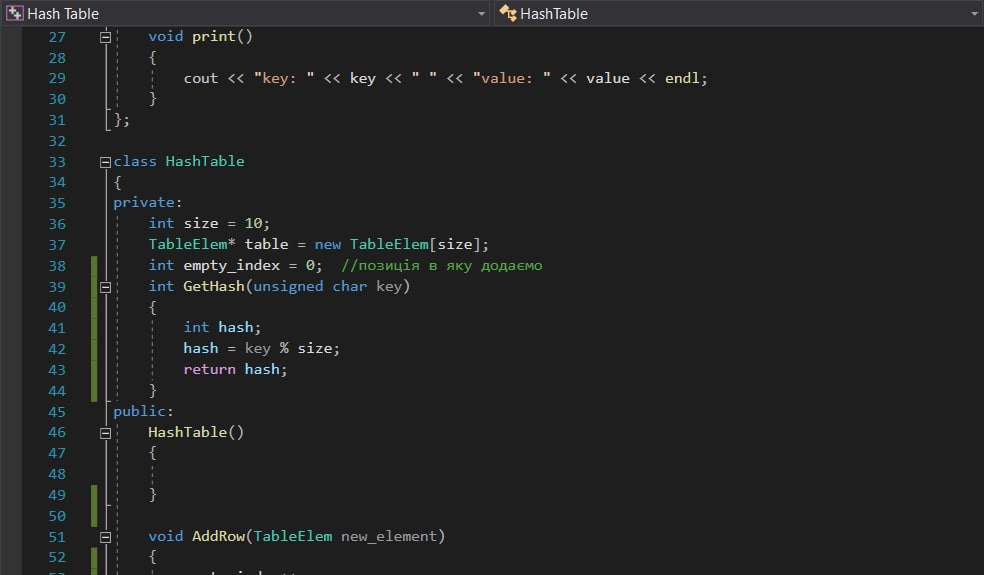 Hash Table HashTable
27 void print()
28 {
29 cout << "key: " << key << " " << "value: " << value << endl;
30 }
31 };
32
33 class HashTable
34 {
35 private:
36 int size = 10;
37 TableElem* table = new TableElem[size];
38 int empty_index = 0; //позиція в яку додаємо
39 int GetHash(unsigned char key)
40 {
41 int hash;
42 hash = key % size;
43 return hash;
44 }
45 public:
46 HashTable()
47 {
48
49 }
50
51 void AddRow(TableElem new_element)
52 {